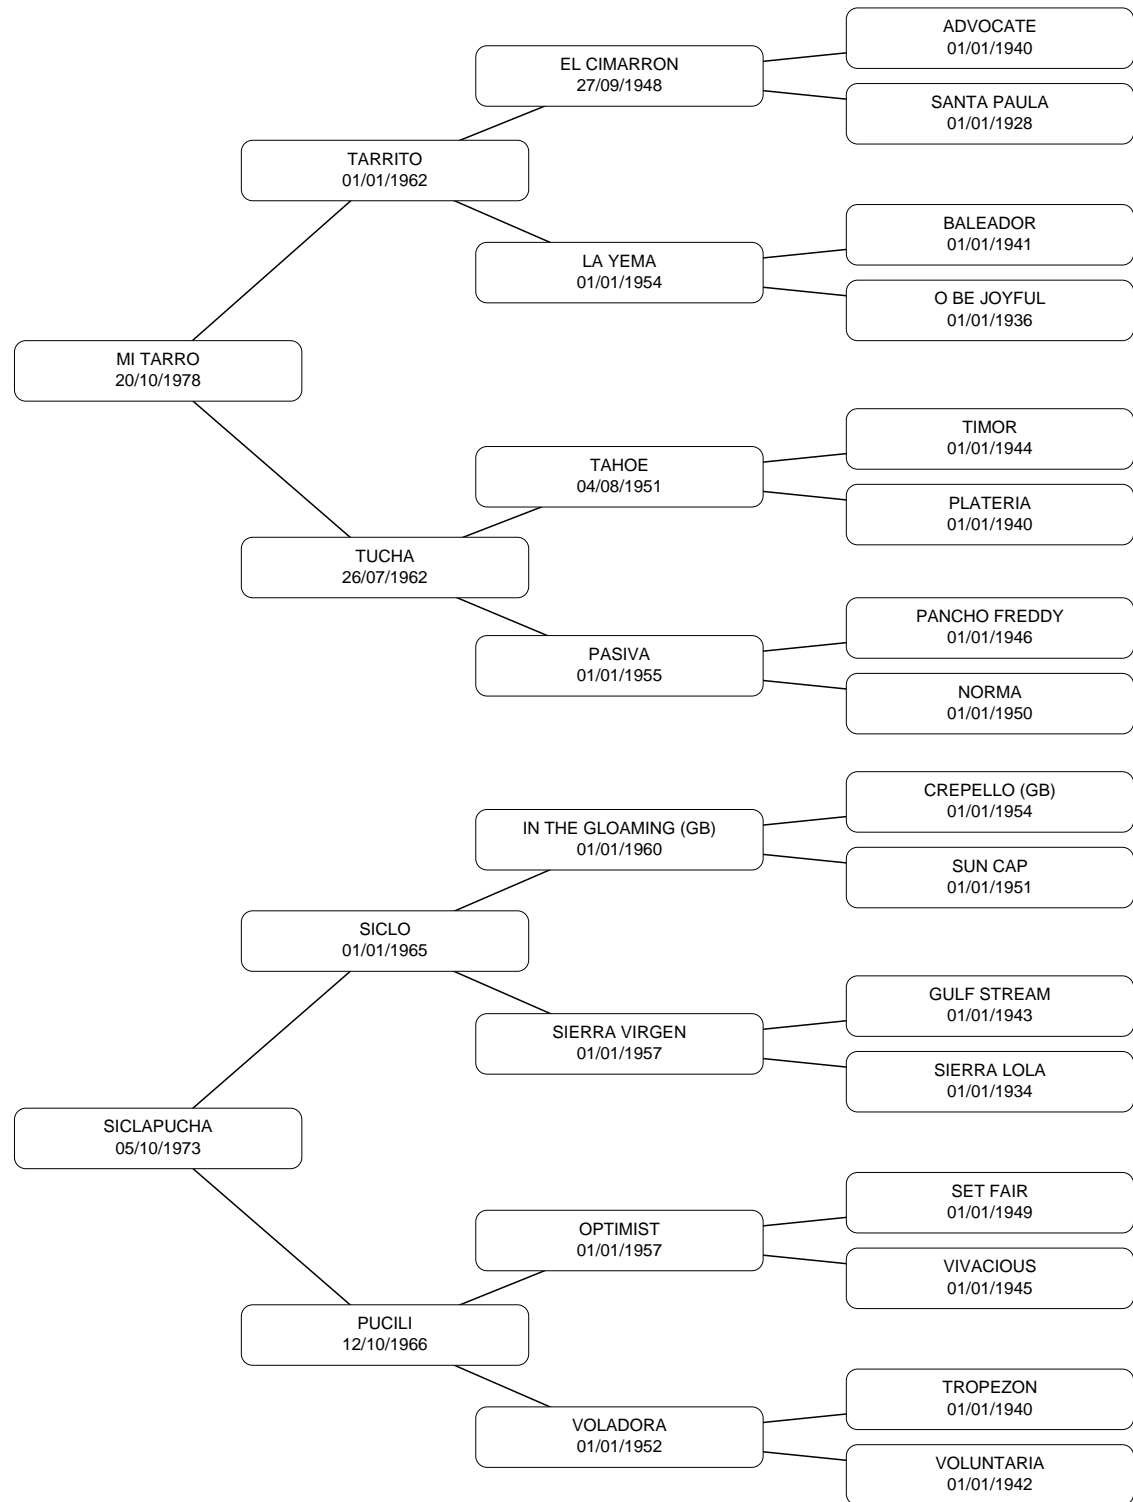 ADVOCATE
01/01/1940
EL CIMARRON
27/09/1948
SANTA PAULA
01/01/1928
TARRITO
01/01/1962
BALEADOR
01/01/1941
LA YEMA
01/01/1954
O BE JOYFUL
01/01/1936
MI TARRO
20/10/1978
TIMOR
01/01/1944
TAHOE
04/08/1951
PLATERIA
01/01/1940
TUCHA
26/07/1962
PANCHO FREDDY
01/01/1946
PASIVA
01/01/1955
NORMA
01/01/1950
CREPELLO (GB)
01/01/1954
IN THE GLOAMING (GB)
01/01/1960
SUN CAP
01/01/1951
SICLO
01/01/1965
GULF STREAM
01/01/1943
SIERRA VIRGEN
01/01/1957
SIERRA LOLA
01/01/1934
SICLAPUCHA
05/10/1973
SET FAIR
01/01/1949
OPTIMIST
01/01/1957
VIVACIOUS
01/01/1945
PUCILI
12/10/1966
TROPEZON
01/01/1940
VOLADORA
01/01/1952
VOLUNTARIA
01/01/1942